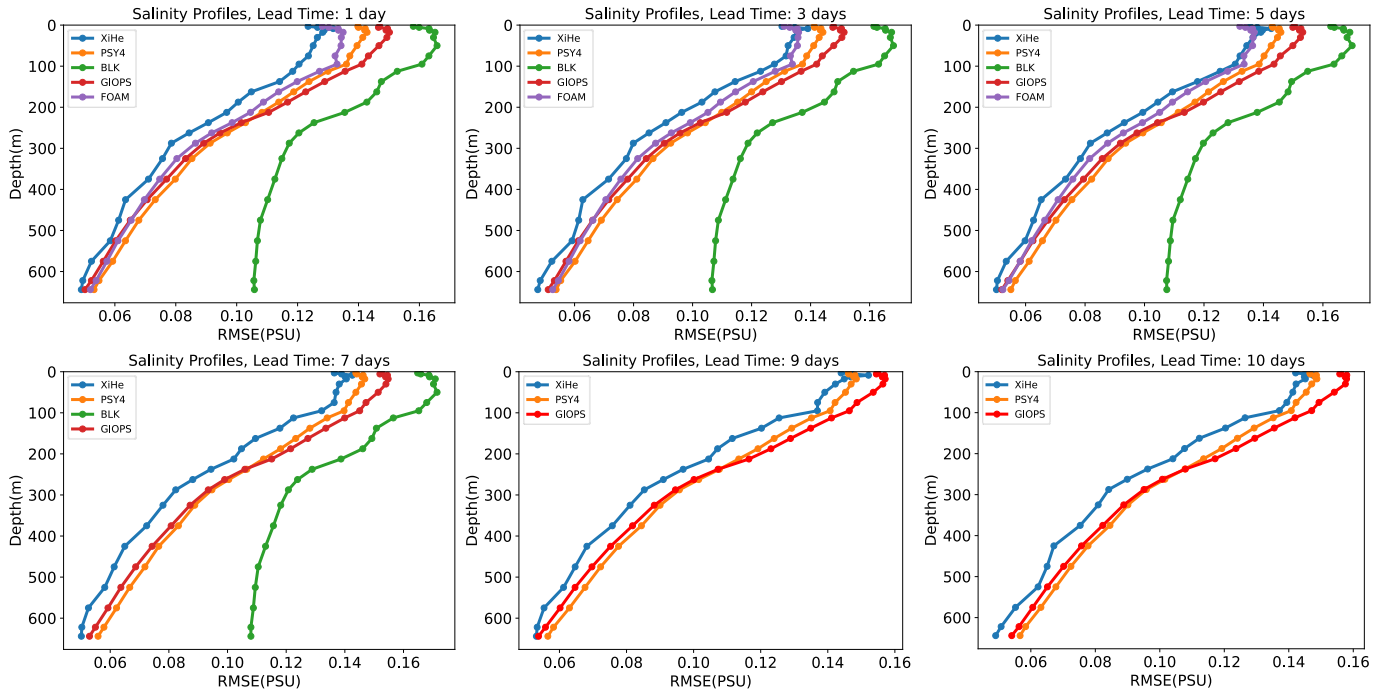 Salinity Profiles, Lead Time: 1 day
0
100
200
300
400
500
600
Depth(m)
XiHe
PSY4
BLK
GIOPS
FOAM
0.06 0.08 0.10 0.12 0.14 0.16
RMSE(PSU)
Salinity Profiles, Lead Time: 3 days
0
100
200
300
400
500
600
Depth(m)
XiHe
PSY4
BLK
GIOPS
FOAM
0.06 0.08 0.10 0.12 0.14 0.16
RMSE(PSU)
Salinity Profiles, Lead Time: 5 days
0
100
200
300
400
500
600
Depth(m)
XiHe
PSY4
BLK
GIOPS
FOAM
0.06 0.08 0.10 0.12 0.14 0.16
RMSE(PSU)
Salinity Profiles, Lead Time: 7 days
0
100
200
300
400
500
600
Depth(m)
XiHe
PSY4
BLK
GIOPS
0.06 0.08 0.10 0.12 0.14 0.16
RMSE(PSU)
Salinity Profiles, Lead Time: 9 days
0
100
200
300
400
500
600
Depth(m)
XiHe
PSY4
GIOPS
0.06 0.08 0.10 0.12 0.14 0.16
RMSE(PSU)
Salinity Profiles, Lead Time: 10 days
0
100
200
300
400
500
600
Depth(m)
XiHe
PSY4
GIOPS
0.06 0.08 0.10 0.12 0.14 0.16
RMSE(PSU)